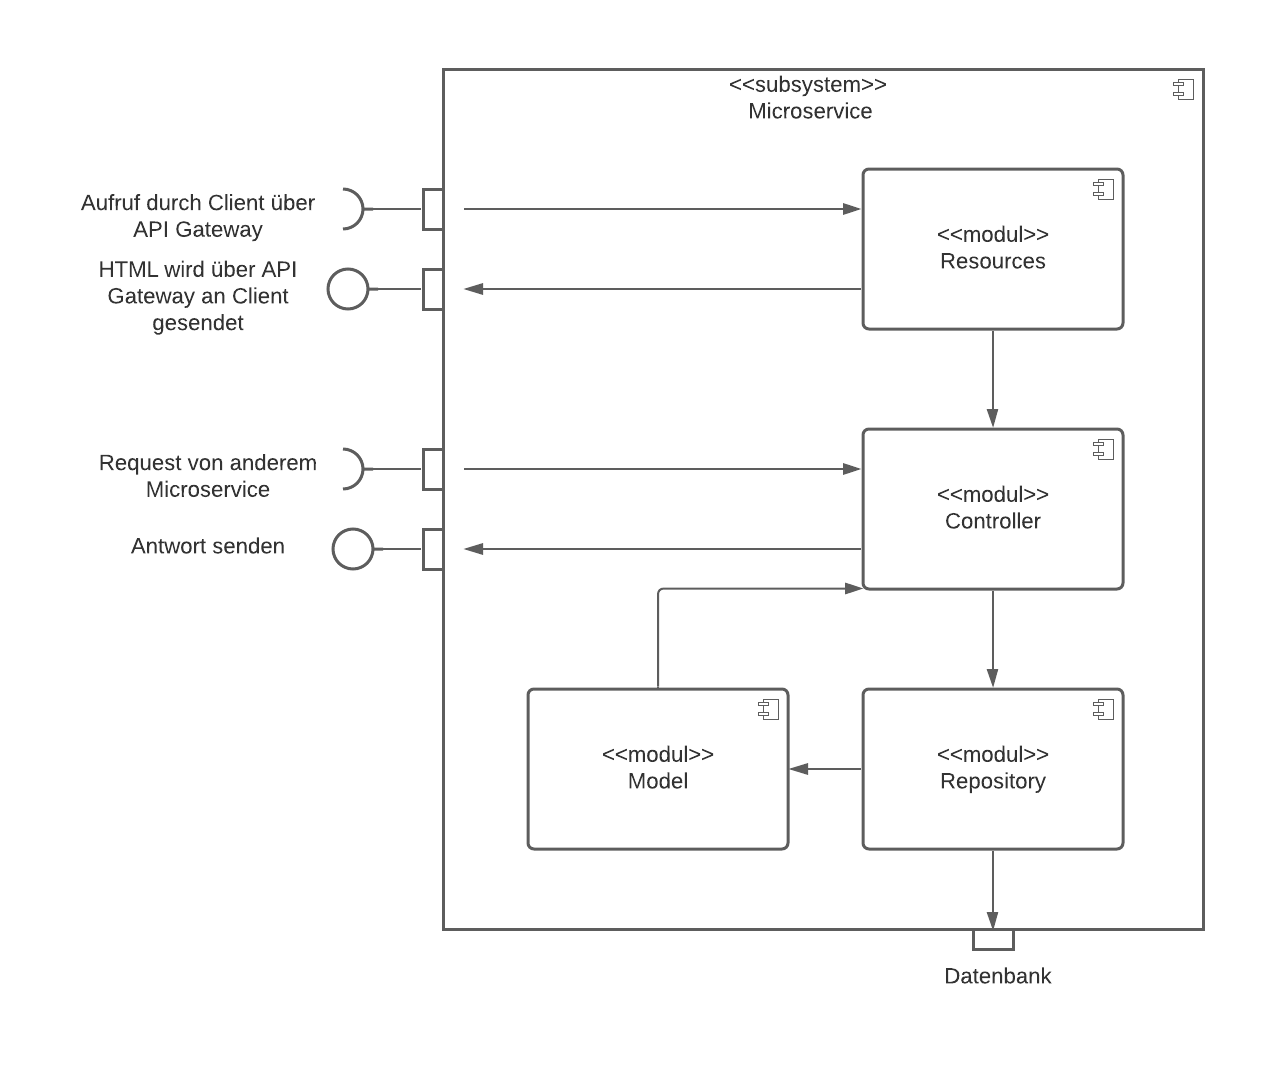 <<subsystem>>
Microservice
Aufruf durch Client über
API Gateway
HTML wird über API
Gateway an Client
gesendet
<<modul>>
Resources
Request von anderem
Microservice
Antwort senden
<<modul>>
Controller
<<modul>>
Model
<<modul>>
Repository
Datenbank